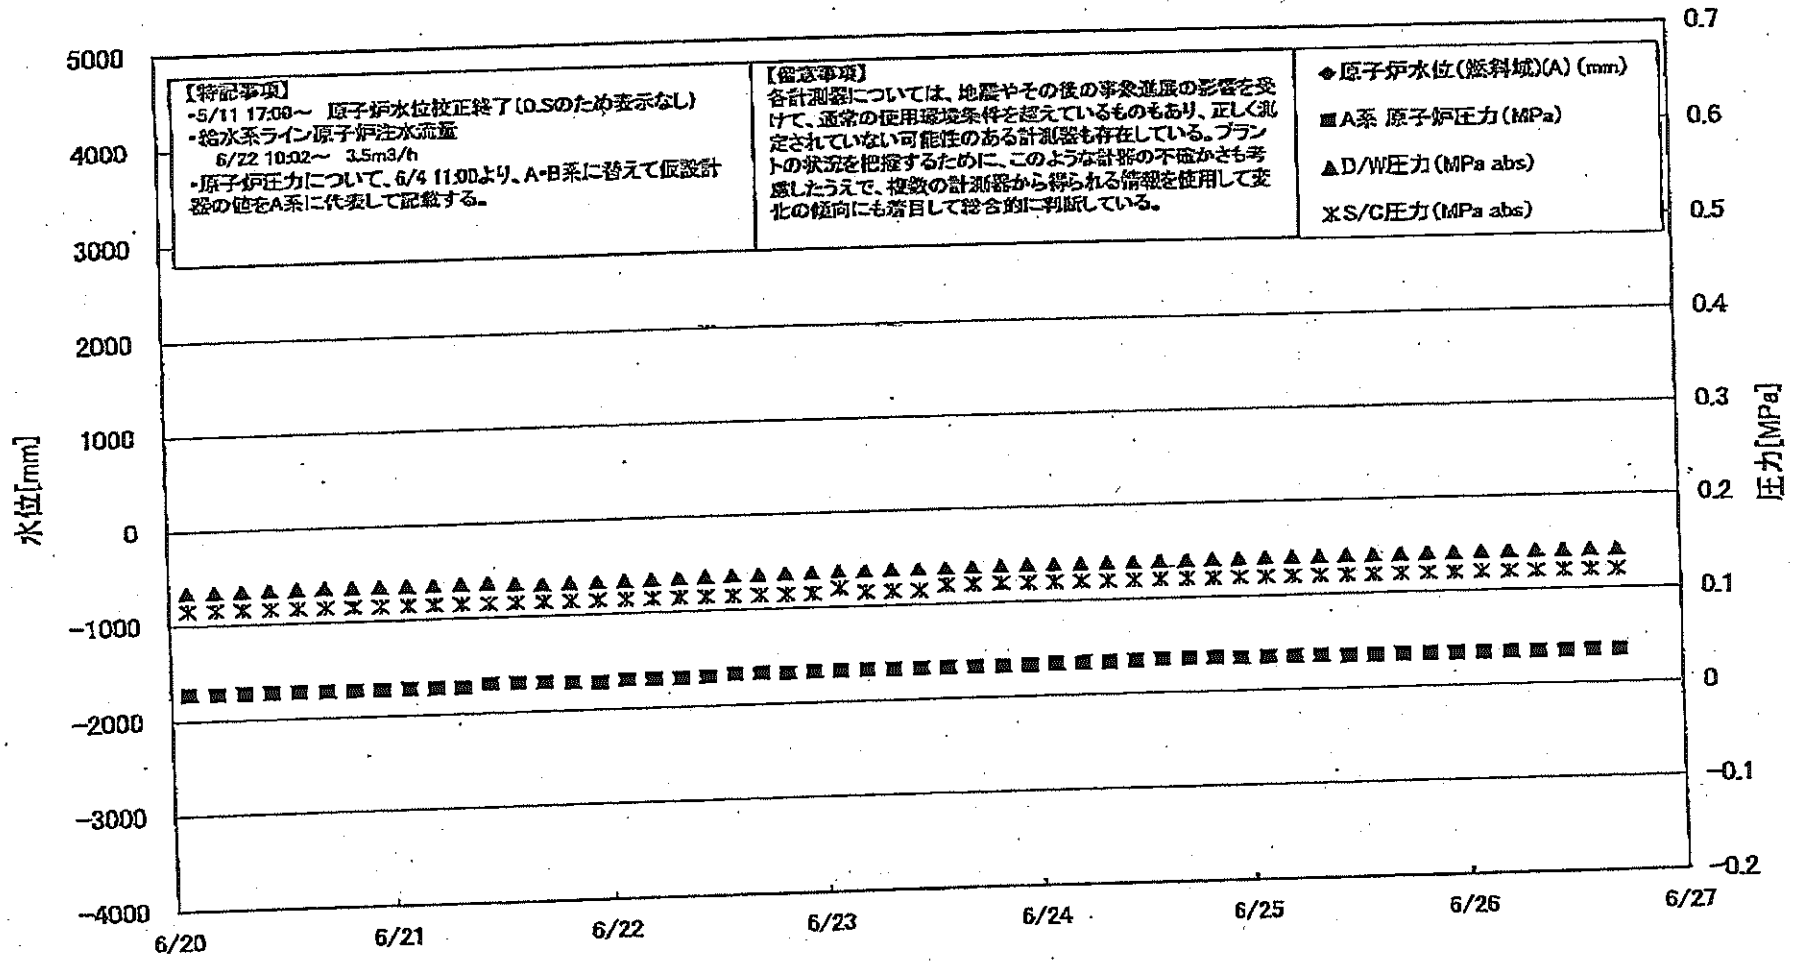 【特記事項】
・5/11 17:00～ 原子炉水位校正終了(D.Sのため表示なし)
・給水系ライン原子炉注水流量
6/22 10:02～ 3.5m3/h
・原子炉圧力について、6/4 11:00より、A・B系に替えて仮設計
器の値をA系に代表して記載する。
【留意事項】
各計測器については、地震やその後の事象進展の影響を受
けて、通常の使用環境条件を超えているものもあり、正しく測
定されていない可能性のある計測器も存在している。プラン
トの状況を把握するために、このような計器の不確かさも考
慮したうえで、複数の計測器から得られる情報を使用して変
化の傾向にも着目して総合的に判断している。
◆原子炉水位(燃料域)(A) (mm)
■A系 原子炉圧力(MPa)
▲D/W圧力(MPa abs)
S/C圧力(MPa abs)
水位[mm]
5000
4000
3000
2000
1000
0
-1000
-2000
-3000
-4000
圧力[MPa]
0.7
0.6
0.5
0.4
0.3
0.2
0.1
0
-0.1
-0.2
6/20
6/21
6/22
6/23
6/24
6/25
6/26
6/27